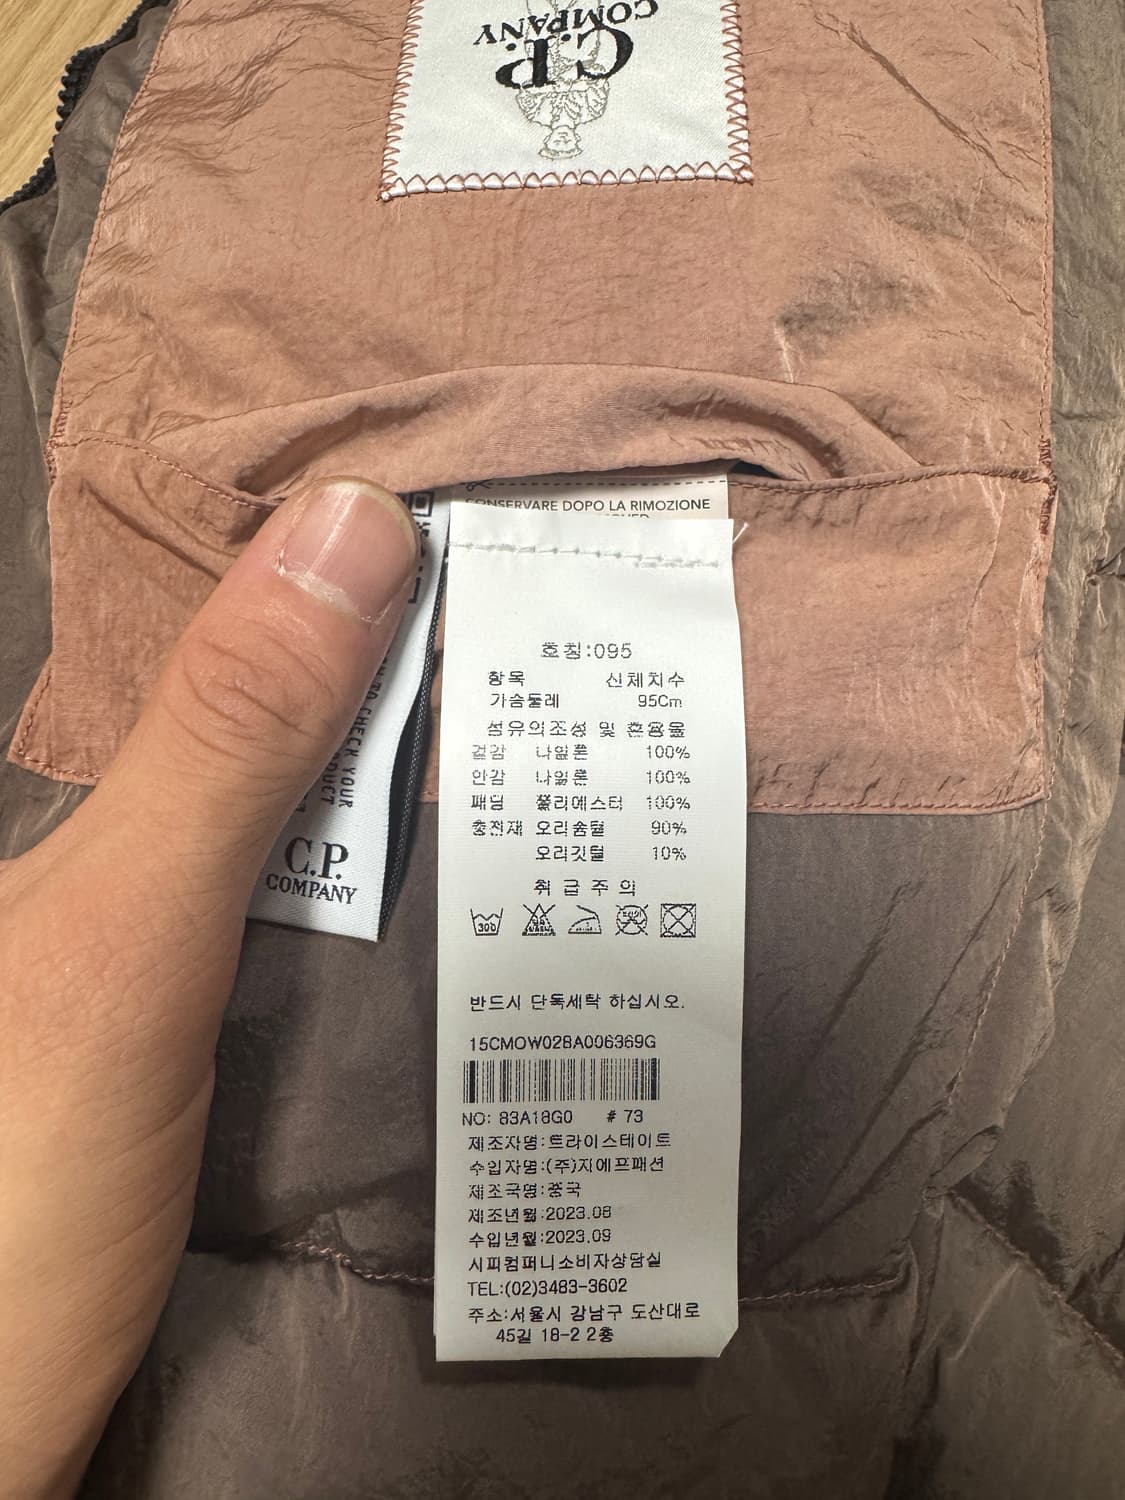 C.P.
COMPANY
CONSERVARE DOPO LA RIMOZIONE
호칭:095
항목 신체치수
가슴둘레 95Cm
섬유의조성 및 혼용율
겉감 나일론 100%
안감 나일론 100%
패딩 폴리에스터 100%
충전재 오리솜털 90%
오리깃털 10%
취급주의
반드시 단독세탁 하십시오.
15CMOW02BA006369G
NO: 83A18G0 # 73
제조자명:트라이스테이트
수입자명:(주)지에프패션
제조국명:중국
제조년월:2023.08
수입년월:2023.09
시피컴퍼니소비자상담실
TEL:(02)3483-3602
주소:서울시 강남구 도산대로
45길 18-2 2층
TO CHECK YOUR
C.P.
COMPANY